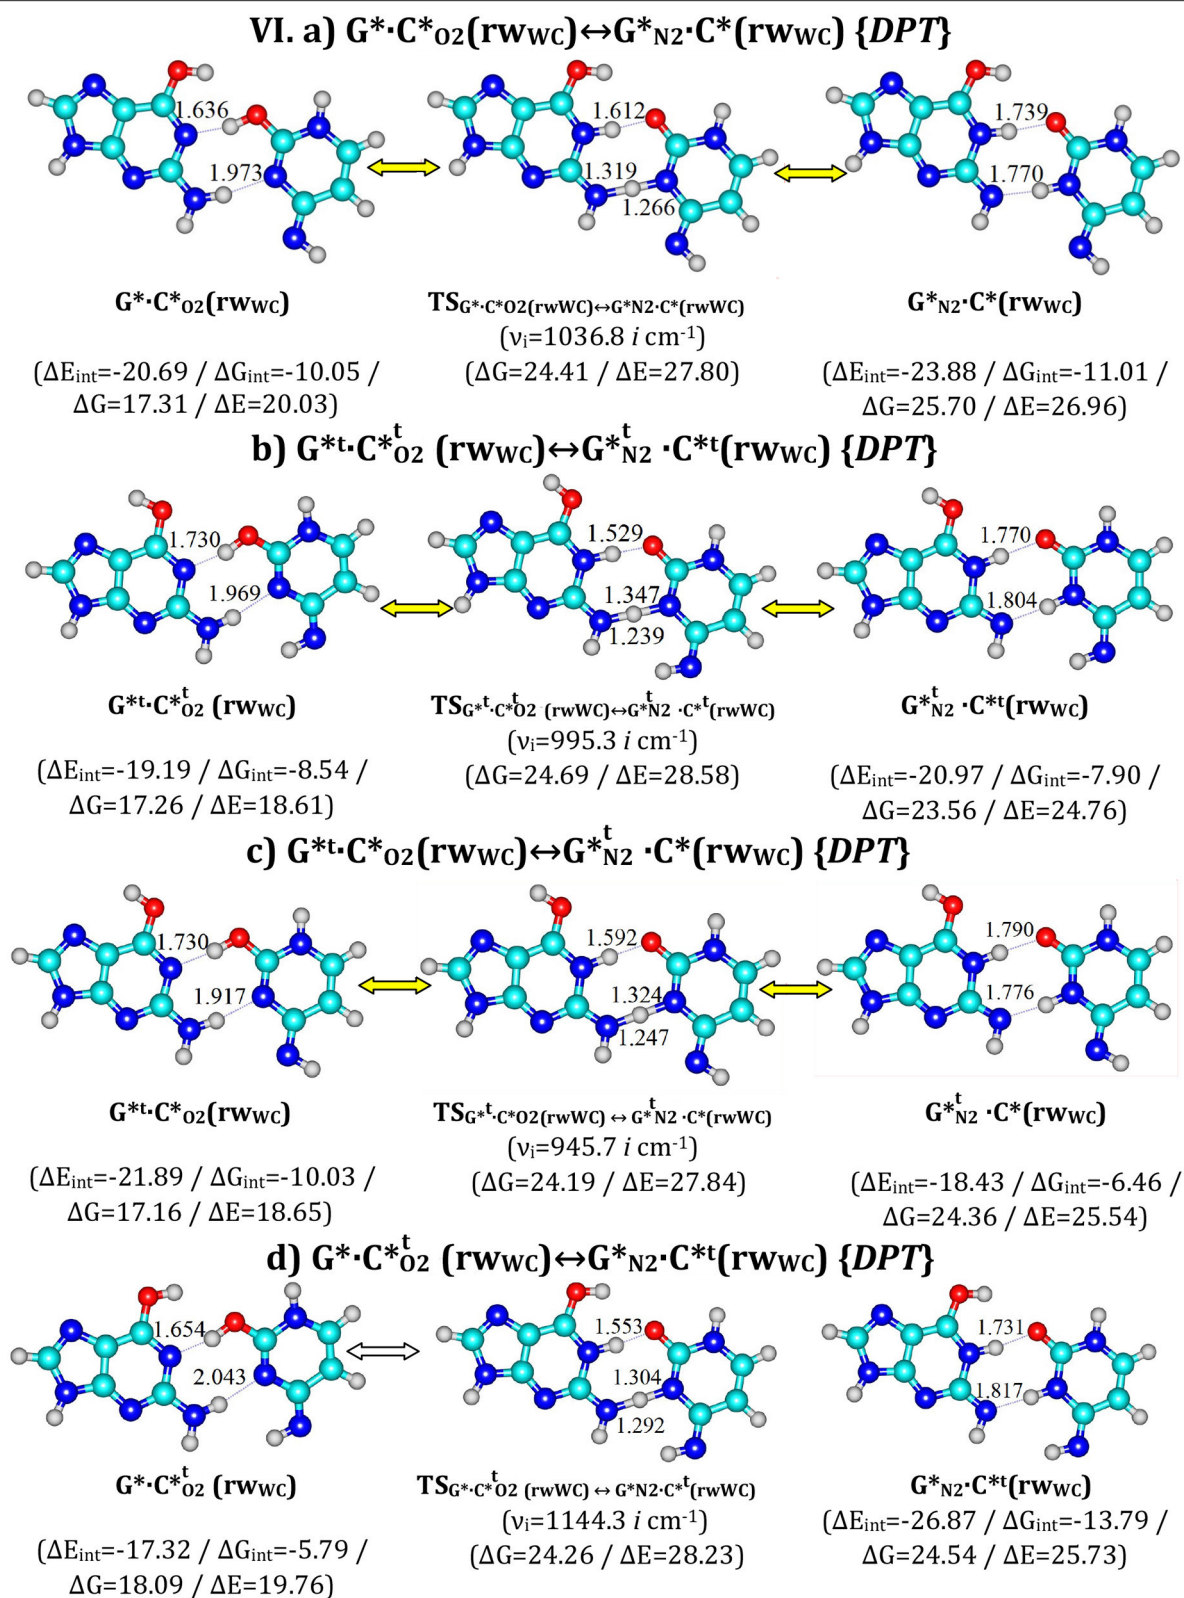 VI. a) G*·C*O2(rwWC)↔G*N2·C*(rwWC) {DPT}
1.636 1.612 1.739
1.973 1.319 1.770
1.266
G*·C*O2(rwWC) TSG*·C*O2(rwWC)↔G*N2·C*(rwWC) G*N2·C*(rwWC)
(νi=1036.8 i cm-1)
(ΔEint=-20.69 / ΔGint=-10.05 / (ΔG=24.41 / ΔE=27.80) (ΔEint=-23.88 / ΔGint=-11.01 /
ΔG=17.31 / ΔE=20.03) ΔG=25.70 / ΔE=26.96)
b) G*t·C*tO2 (rwWC)↔G*tN2 ·C*t(rwWC) {DPT}
1.730 1.529 1.770
1.969 1.347 1.804
1.239
G*t·C*tO2 (rwWC) TSG*t·C*tO2 (rwWC)↔G*tN2 ·C*t(rwWC) G*tN2 ·C*t(rwWC)
(νi=995.3 i cm-1)
(ΔEint=-19.19 / ΔGint=-8.54 / (ΔG=24.69 / ΔE=28.58) (ΔEint=-20.97 / ΔGint=-7.90 /
ΔG=17.26 / ΔE=18.61) ΔG=23.56 / ΔE=24.76)
c) G*t·C*O2(rwWC)↔G*tN2 ·C*(rwWC) {DPT}
1.730 1.592 1.790
1.917 1.324 1.776
1.247
G*t·C*O2(rwWC) TSG*t·C*O2(rwWC) ↔ G*tN2 ·C*(rwWC) G*tN2 ·C*(rwWC)
(νi=945.7 i cm-1)
(ΔEint=-21.89 / ΔGint=-10.03 / (ΔG=24.19 / ΔE=27.84) (ΔEint=-18.43 / ΔGint=-6.46 /
ΔG=17.16 / ΔE=18.65) ΔG=24.36 / ΔE=25.54)
d) G*·C*tO2 (rwWC)↔G*N2·C*t(rwWC) {DPT}
1.654 1.553 1.731
2.043 1.304 1.817
1.292
G*·C*tO2 (rwWC) TSG*·C*tO2 (rwWC) ↔ G*N2·C*t(rwWC) G*N2·C*t(rwWC)
(νi=1144.3 i cm-1)
(ΔEint=-17.32 / ΔGint=-5.79 / (ΔG=24.26 / ΔE=28.23) (ΔEint=-26.87 / ΔGint=-13.79 /
ΔG=18.09 / ΔE=19.76) ΔG=24.54 / ΔE=25.73)